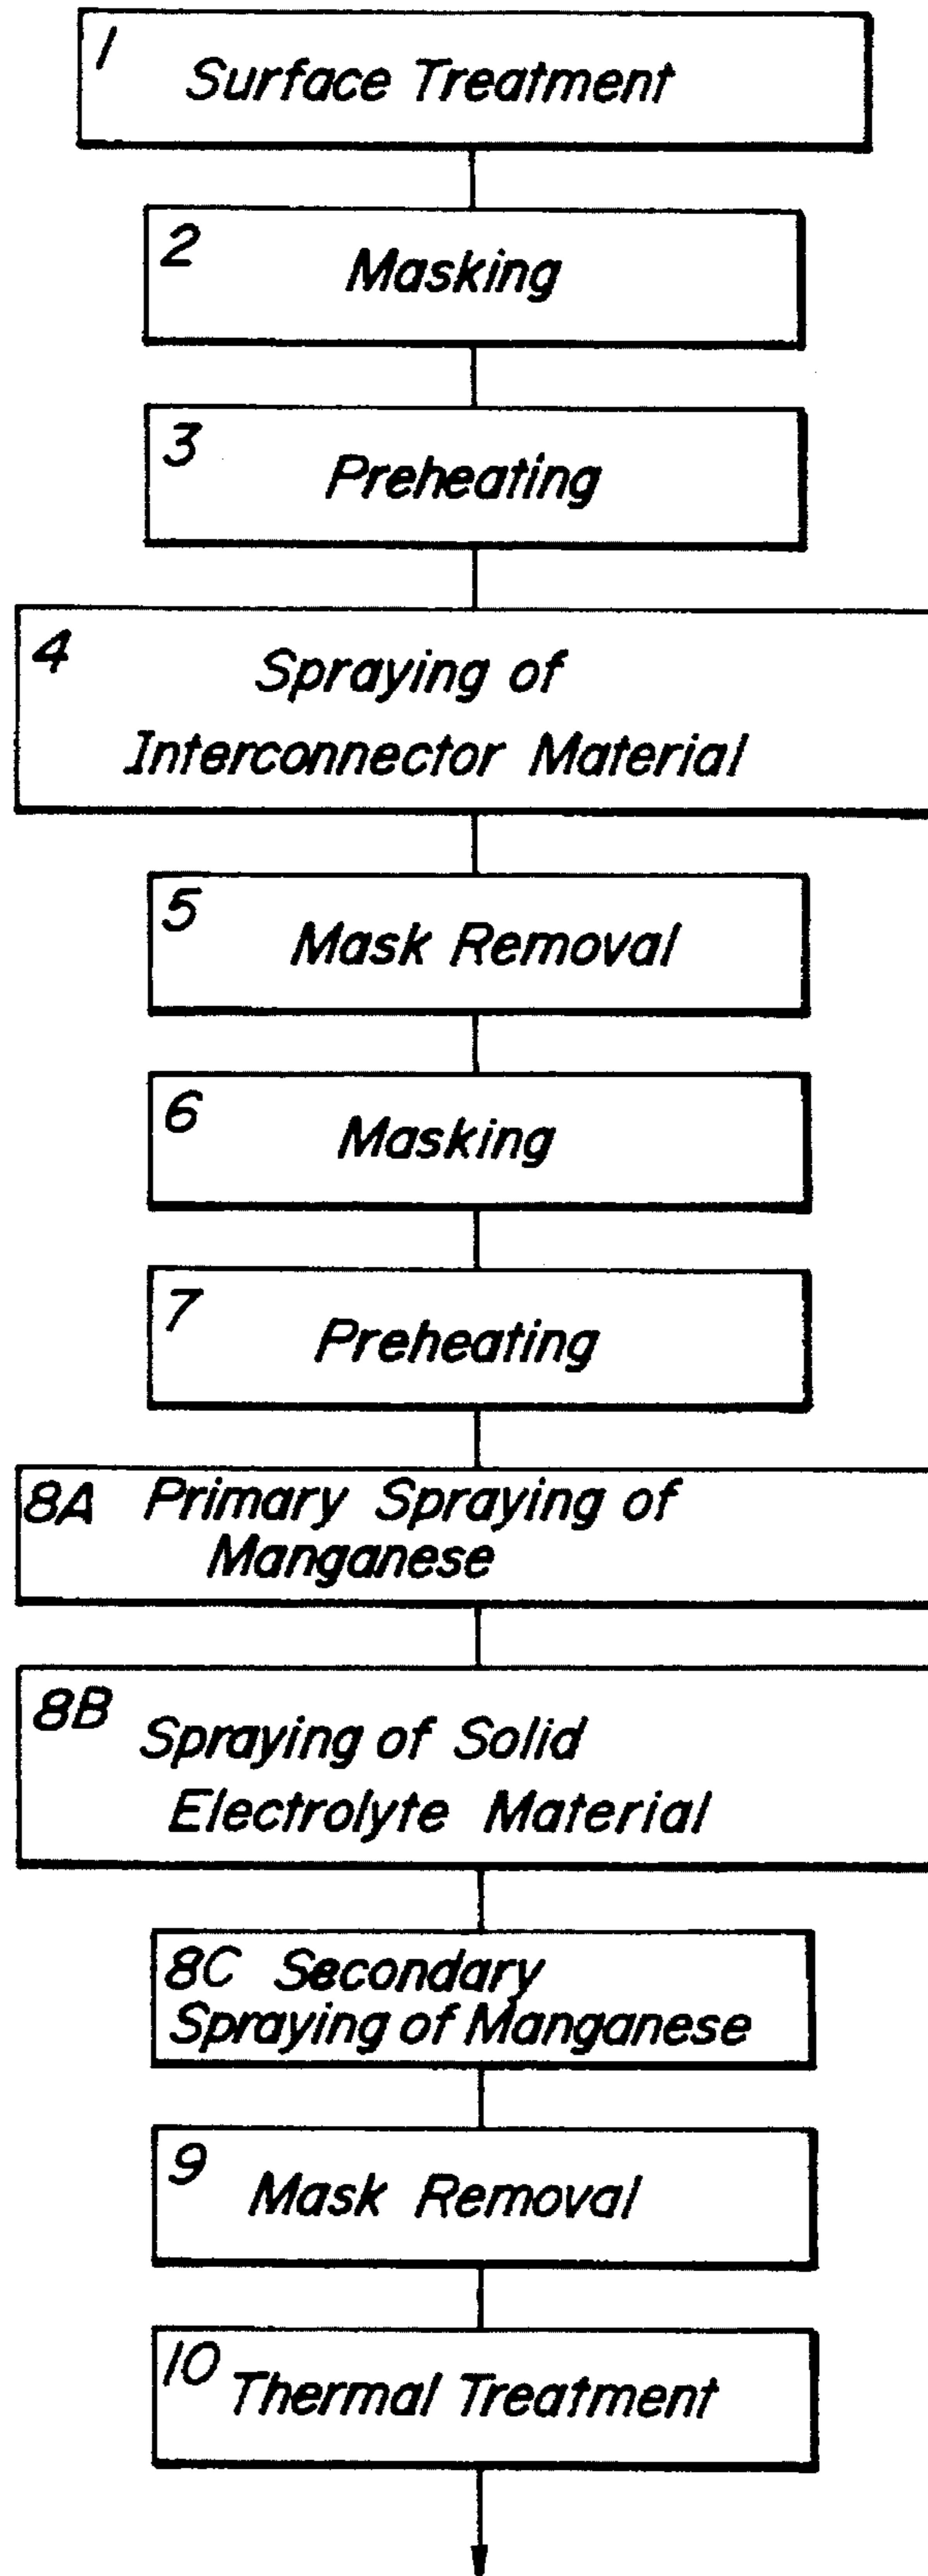 1 Surface Treatment
2 Masking
3 Preheating
4 Spraying of
Interconnector Material
5 Mask Removal
6 Masking
7 Preheating
8A Primary Spraying of
Manganese
8B Spraying of Solid
Electrolyte Material
8C Secondary
Spraying of Manganese
9 Mask Removal
10 Thermal Treatment